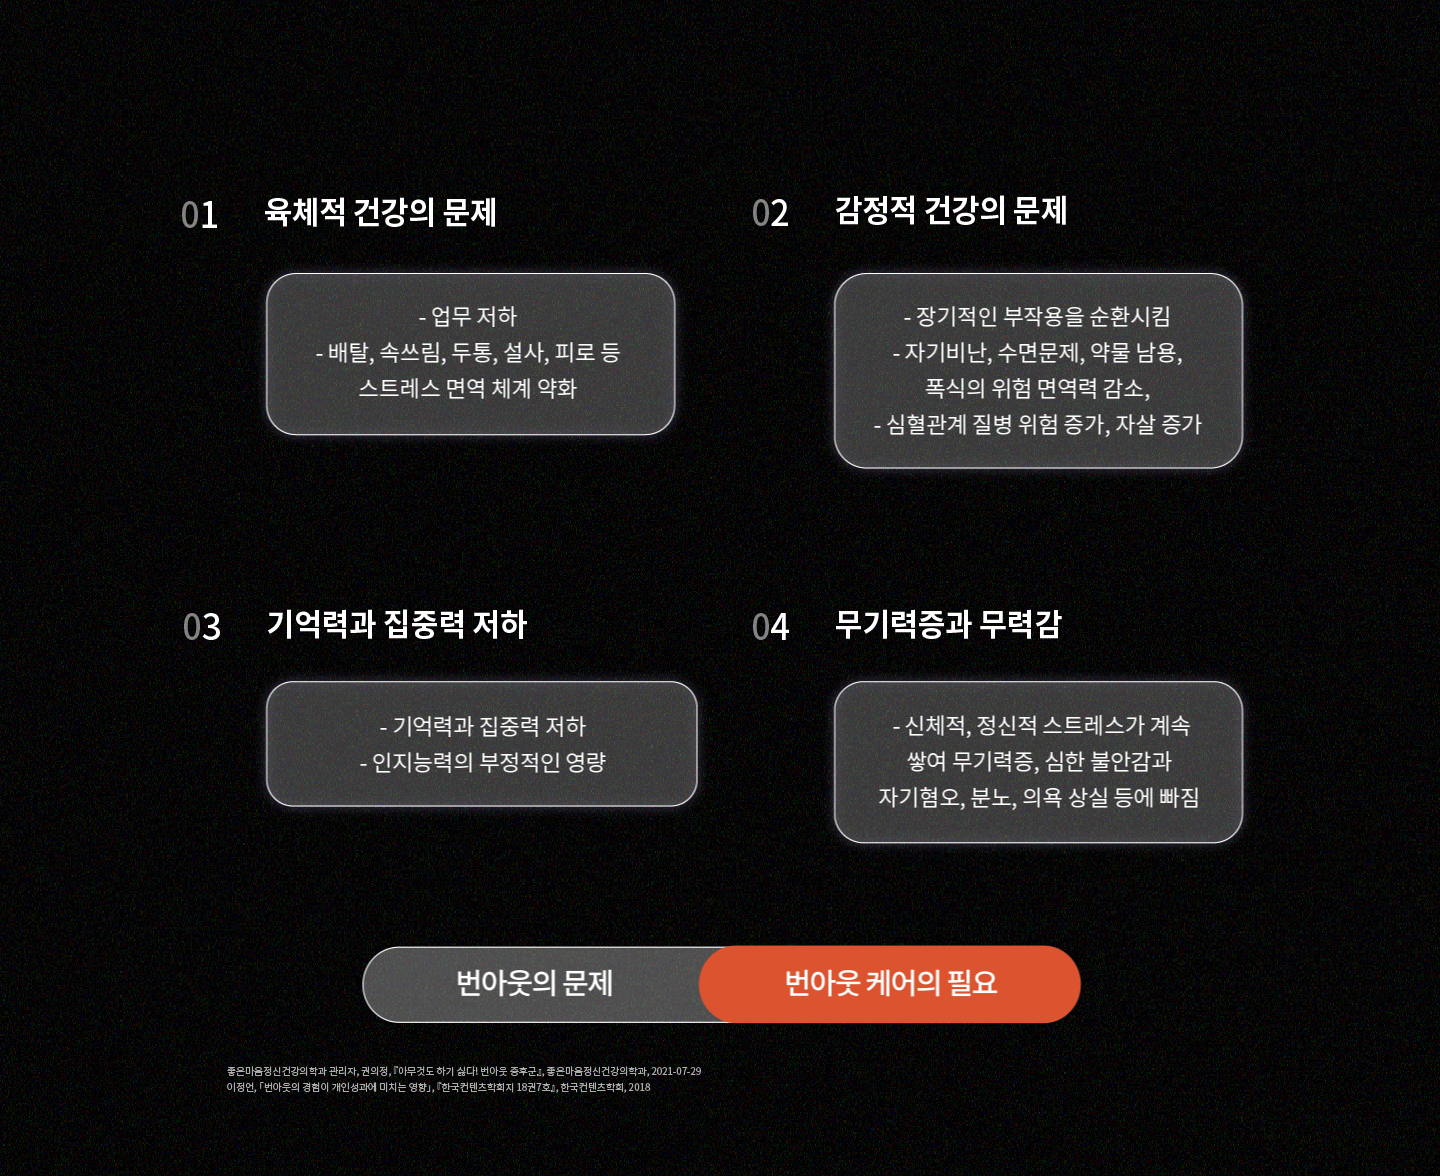 01 육체적 건강의 문제
- 업무 저하
- 배탈, 속쓰림, 두통, 설사, 피로 등
스트레스 면역 체계 약화
02 감정적 건강의 문제
- 장기적인 부작용을 순환시킴
- 자기비난, 수면문제, 약물 남용,
폭식의 위험 면역력 감소,
- 심혈관계 질병 위험 증가, 자살 증가
03 기억력과 집중력 저하
- 기억력과 집중력 저하
- 인지능력의 부정적인 영량
04 무기력증과 무력감
- 신체적, 정신적 스트레스가 계속
쌓여 무기력증, 심한 불안감과
자기혐오, 분노, 의욕 상실 등에 빠짐
번아웃의 문제
번아웃 케어의 필요
좋은마음정신건강의학과 관리자, 권의정, 『아무것도 하기 싫다! 번아웃 증후군』, 좋은마음정신건강의학과, 2021-07-29
이정언, 「번아웃의 경험이 개인성과에 미치는 영향」, 『한국컨텐츠학회지 18권7호』, 한국컨텐츠학회, 2018